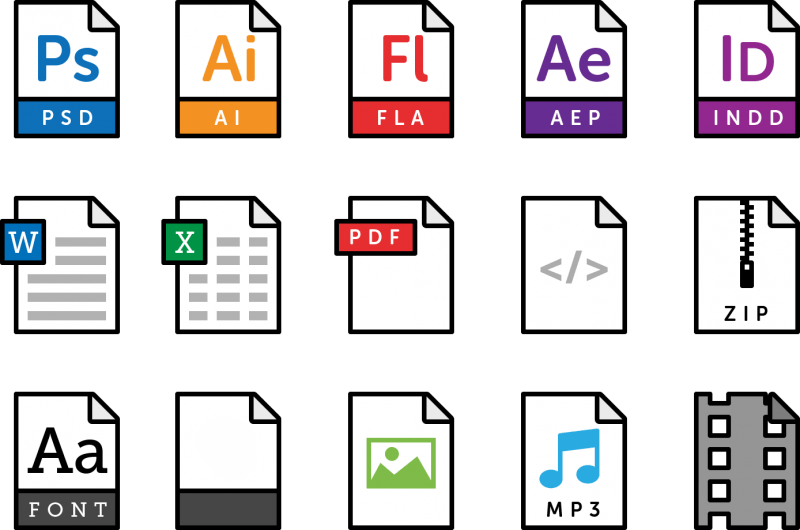 Ps
PSD
Ai
AI
Fl
FLA
Ae
AEP
ID
INDD
W
X
PDF
</>
ZIP
Aa
FONT
MP3